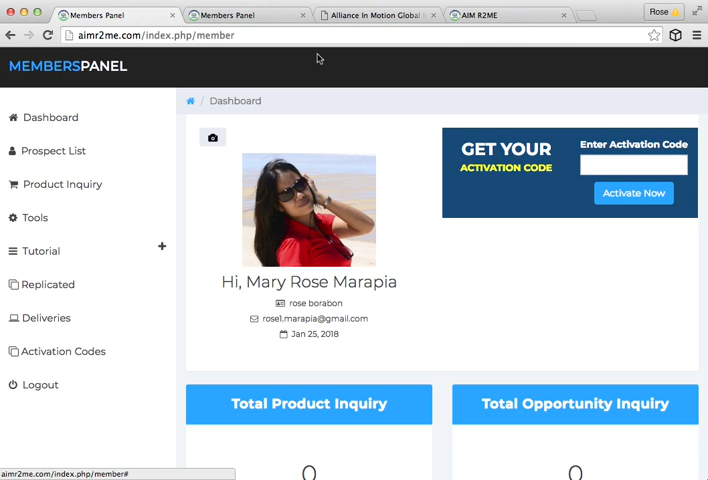 Members Panel
Members Panel
Alliance In Motion Global
AIM R2ME
Rose
aimr2me.com/index.php/member
MEMBERSPANEL
Dashboard
Prospect List
Product Inquiry
Tools
Tutorial
Replicated
Deliveries
Activation Codes
Logout
/ Dashboard
GET YOUR
ACTIVATION CODE
Enter Activation Code
Activate Now
Hi, Mary Rose Marapia
rose borabon
rose1.marapia@gmail.com
Jan 25, 2018
Total Product Inquiry
0
Total Opportunity Inquiry
0
aimr2me.com/index.php/member#